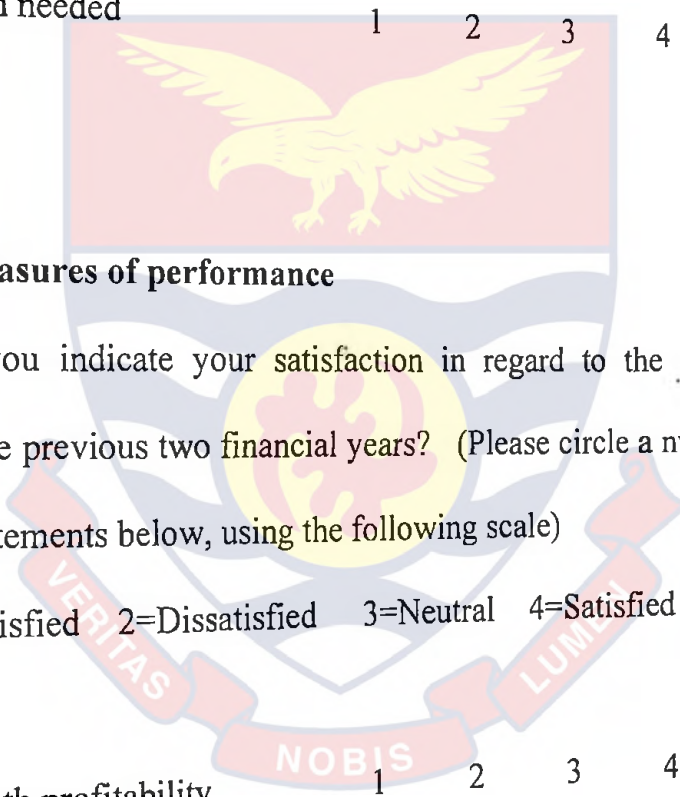 needed 1 2 3 4
asures of performance
you indicate your satisfaction in regard to the
e previous two financial years? (Please circle a
tements below, using the following scale)
isfied 2=Dissatisfied 3=Neutral 4=Satisfied
VERITAS
NOBIS
LUMEN
profitability 1 2 3 4